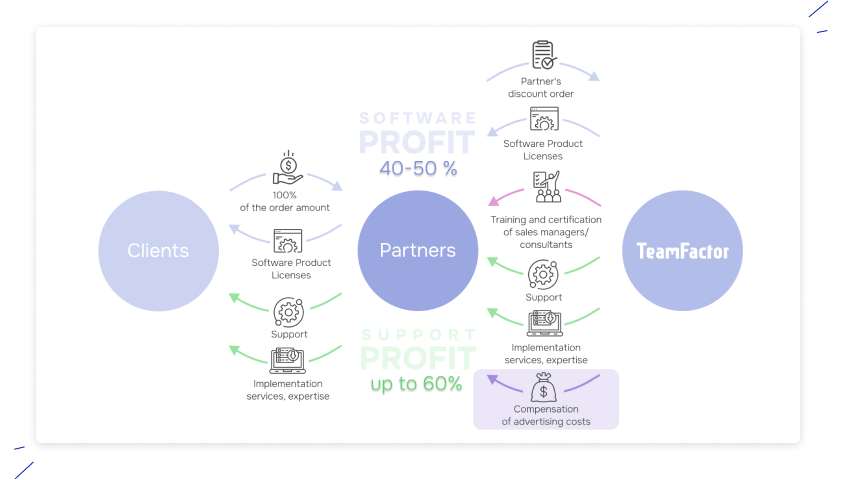 Partner's
discount order
SOFTWARE
PROFIT
40-50 %
Software Product
Licenses
100%
of the order amount
Training and certification
of sales managers/
consultants
Clients
Partners
TeamFactor
Software Product
Licenses
Support
Support
SUPPORT
PROFIT
up to 60%
Implementation
services, expertise
Implementation
services, expertise
Compensation
of advertising costs